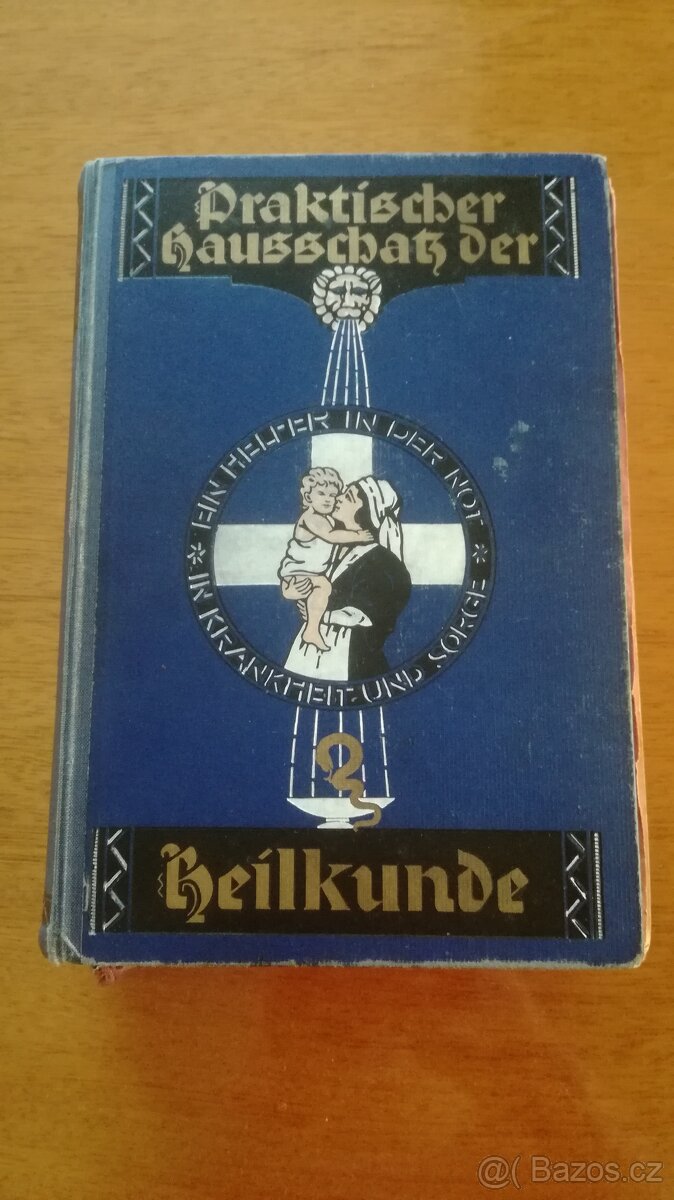 Praktischer
Hausschatz der
* EIN HELFER IN DER NOT *
IN KRANKHEIT UND SORGE
Heilkunde
@( Bazos.cz